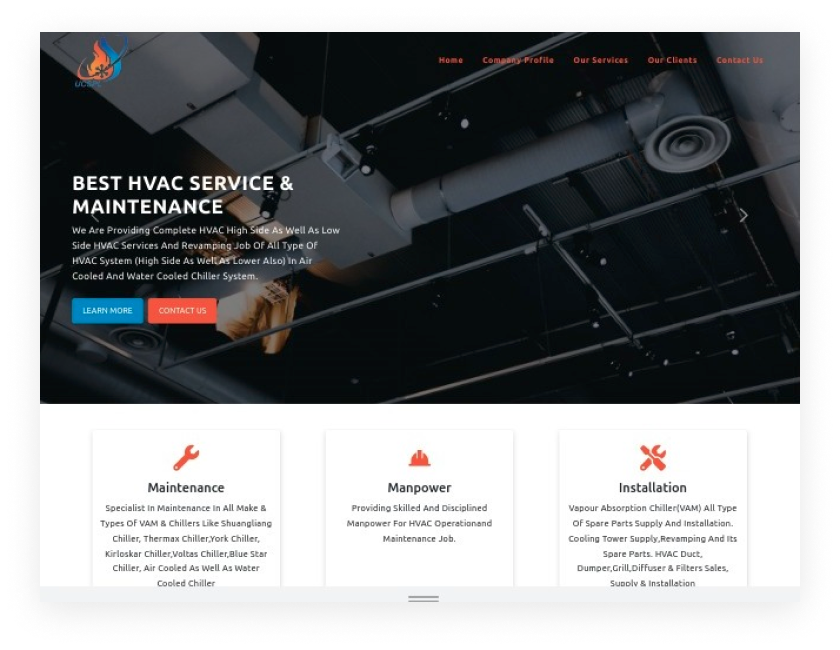 Home Company Profile Our Services Our Clients Contact Us
BEST HVAC SERVICE &
MAINTENANCE
We Are Providing Complete HVAC High Side As Well As Low
Side HVAC Services And Revamping Job Of All Type Of
HVAC System (High Side As Well As Lower Also) In Air
Cooled And Water Cooled Chiller System.
LEARN MORE CONTACT US
Maintenance
Specialist In Maintenance In All Make &
Types Of VAM & Chillers Like Shuangliang
Chiller, Thermax Chiller,York Chiller,
Kirloskar Chiller,Voltas Chiller,Blue Star
Chiller, Air Cooled As Well As Water
Cooled Chiller
Manpower
Providing Skilled And Disciplined
Manpower For HVAC Operationand
Maintenance Job.
Installation
Vapour Absorption Chiller(VAM) All Type
Of Spare Parts Supply And Installation.
Cooling Tower Supply,Revamping And Its
Spare Parts. HVAC Duct,
Dumper,Grill,Diffuser & Filters Sales,
Supply & Installation